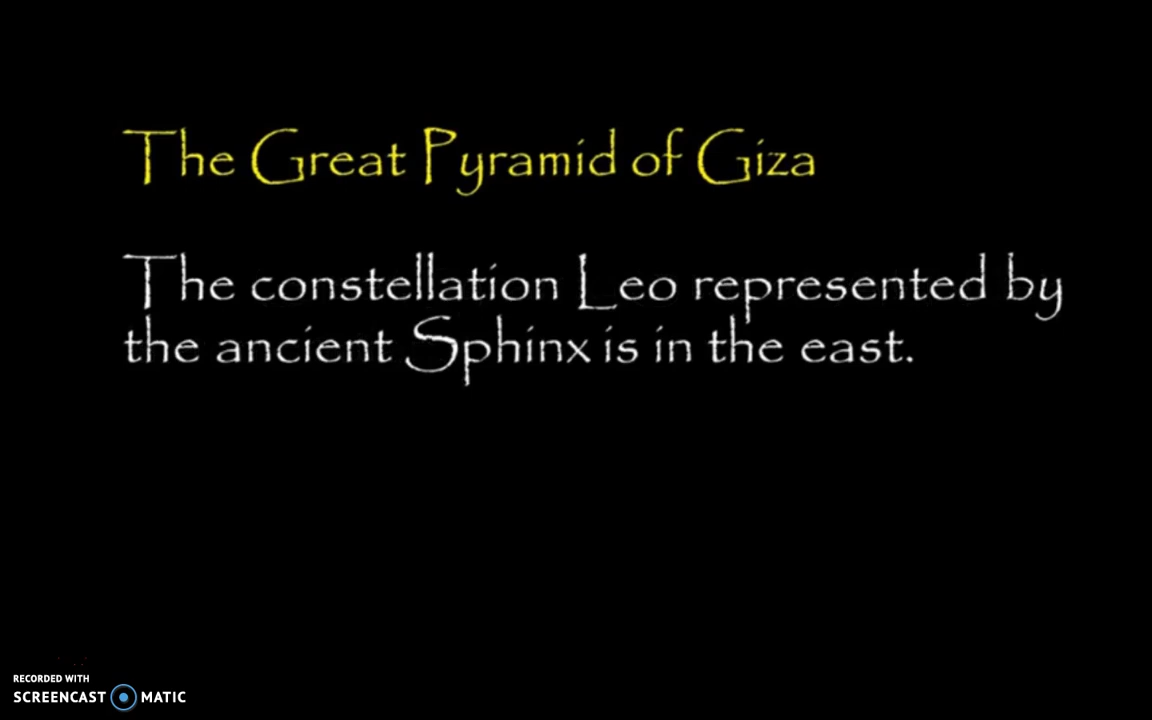 The Great Pyramid of Giza
The constellation Leo represented by
the ancient Sphinx is in the east.
RECORDED WITH
SCREENCAST MATIC